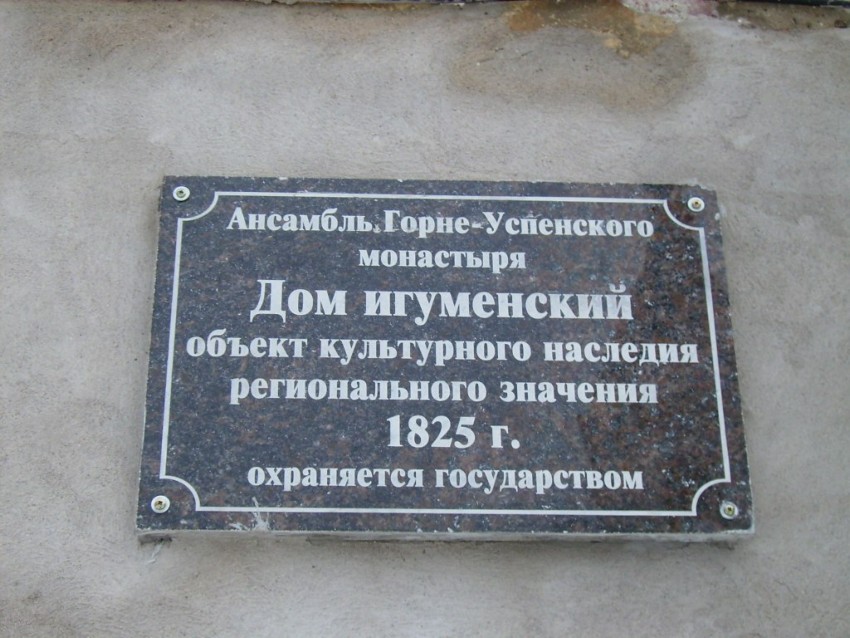 Ансамбль Горне-Успенского
монастыря
Дом игуменский
объект культурного наследия
регионального значения
1825 г.
охраняется государством